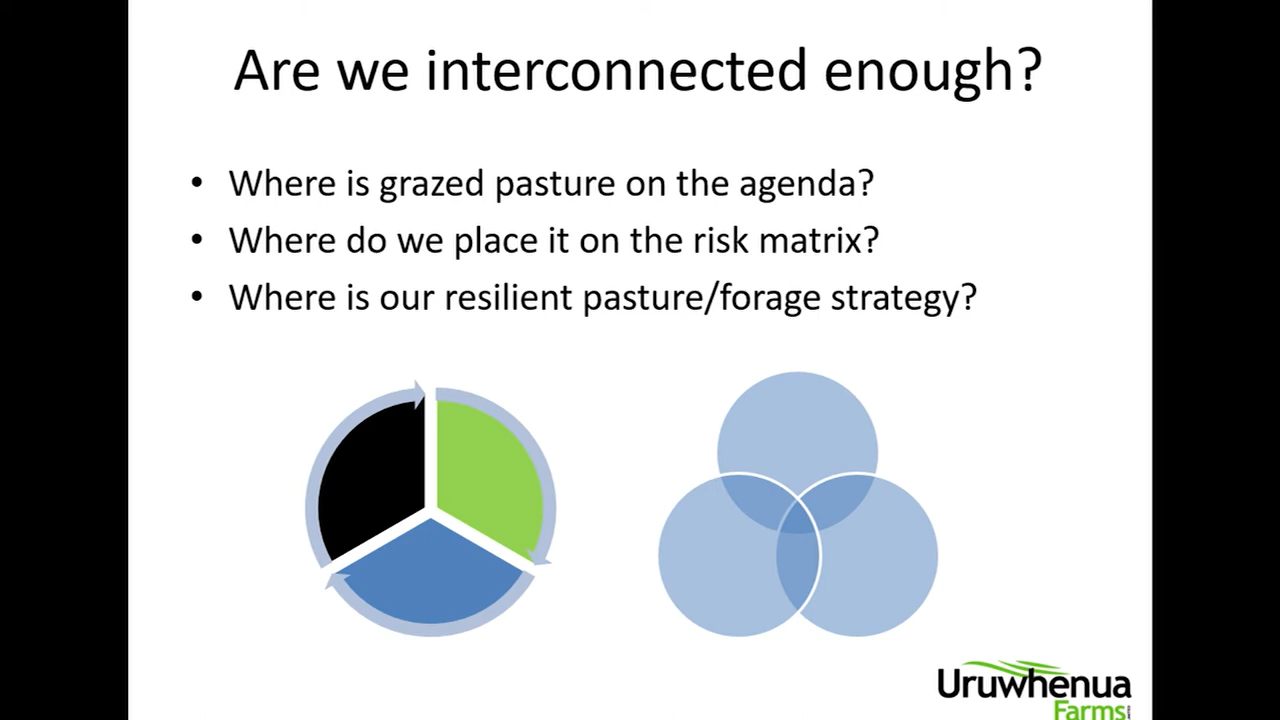 Are we interconnected enough?
• Where is grazed pasture on the agenda?
• Where do we place it on the risk matrix?
• Where is our resilient pasture/forage strategy?
Uruwhenua
Farms